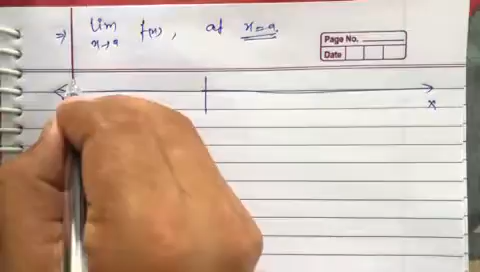 ⇒ lim x→a f(x), at x=a
Page No.
Date
x